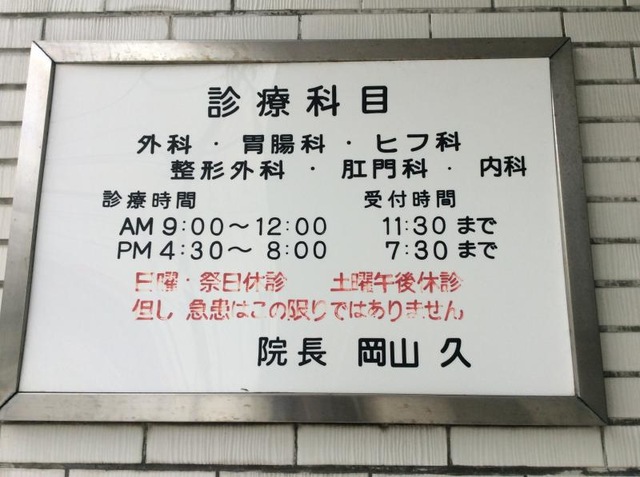 診療科目
外科・胃腸科・ヒフ科
整形外科・肛門科・内科
診療時間 受付時間
AM 9:00〜12:00 11:30 まで
PM 4:30〜 8:00 7:30 まで
日曜・祭日休診 土曜午後休診
但し 急患はこの限りではありません
院長 岡山 久